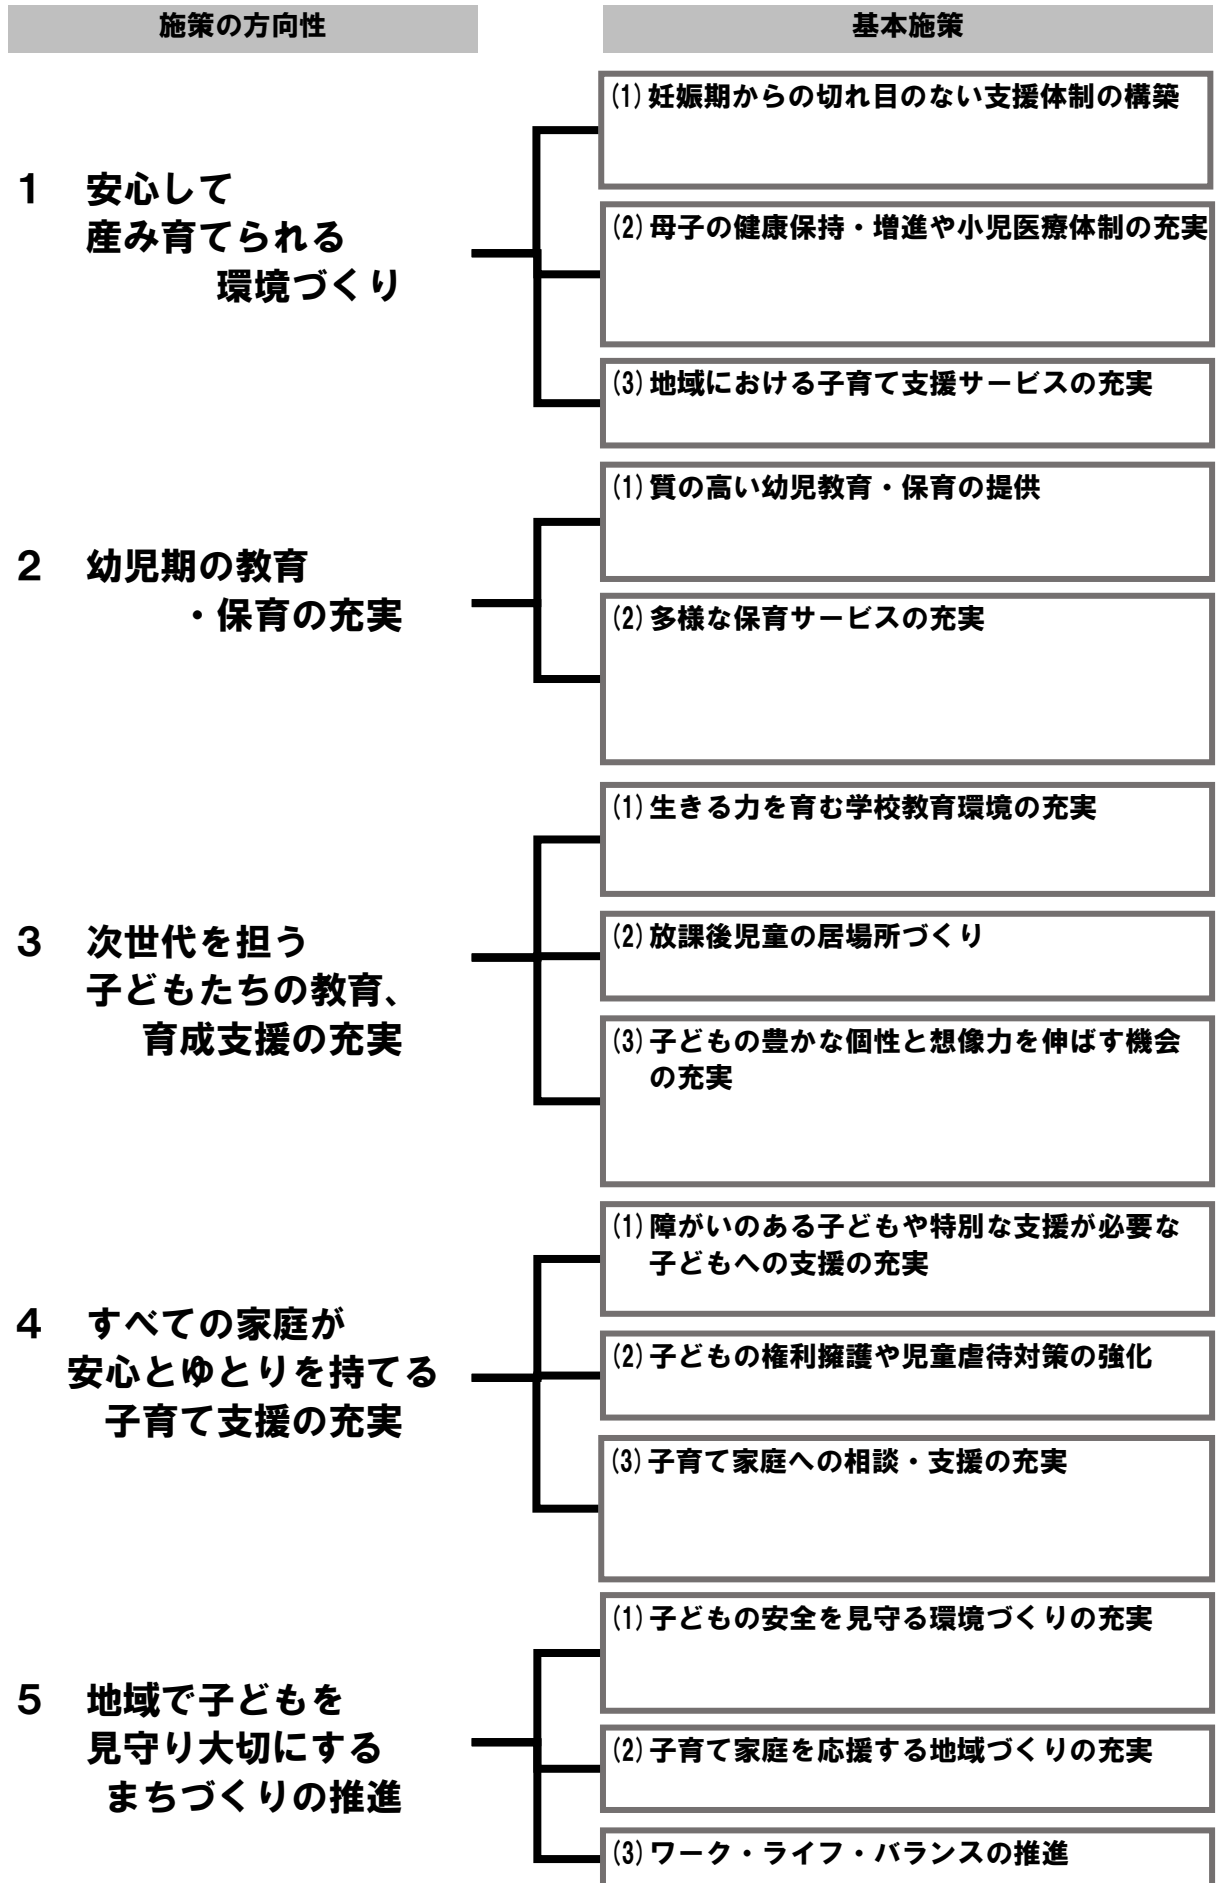 施策の方向性
基本施策
1 安心して
産み育てられる
環境づくり
(1)妊娠期からの切れ目のない支援体制の構築
(2)母子の健康保持・増進や小児医療体制の充実
(3)地域における子育て支援サービスの充実
2 幼児期の教育
・保育の充実
(1)質の高い幼児教育・保育の提供
(2)多様な保育サービスの充実
3 次世代を担う
子どもたちの教育、
育成支援の充実
(1)生きる力を育む学校教育環境の充実
(2)放課後児童の居場所づくり
(3)子どもの豊かな個性と想像力を伸ばす機会
の充実
4 すべての家庭が
安心とゆとりを持てる
子育て支援の充実
(1)障がいのある子どもや特別な支援が必要な
子どもへの支援の充実
(2)子どもの権利擁護や児童虐待対策の強化
(3)子育て家庭への相談・支援の充実
5 地域で子どもを
見守り大切にする
まちづくりの推進
(1)子どもの安全を見守る環境づくりの充実
(2)子育て家庭を応援する地域づくりの充実
(3)ワーク・ライフ・バランスの推進